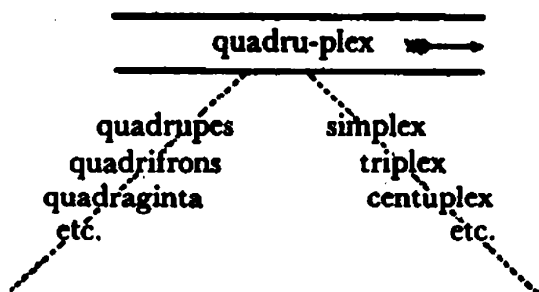 quadru-plex
quadrupes simplex
quadrifrons triplex
quadraginta centuplex
etc. etc.